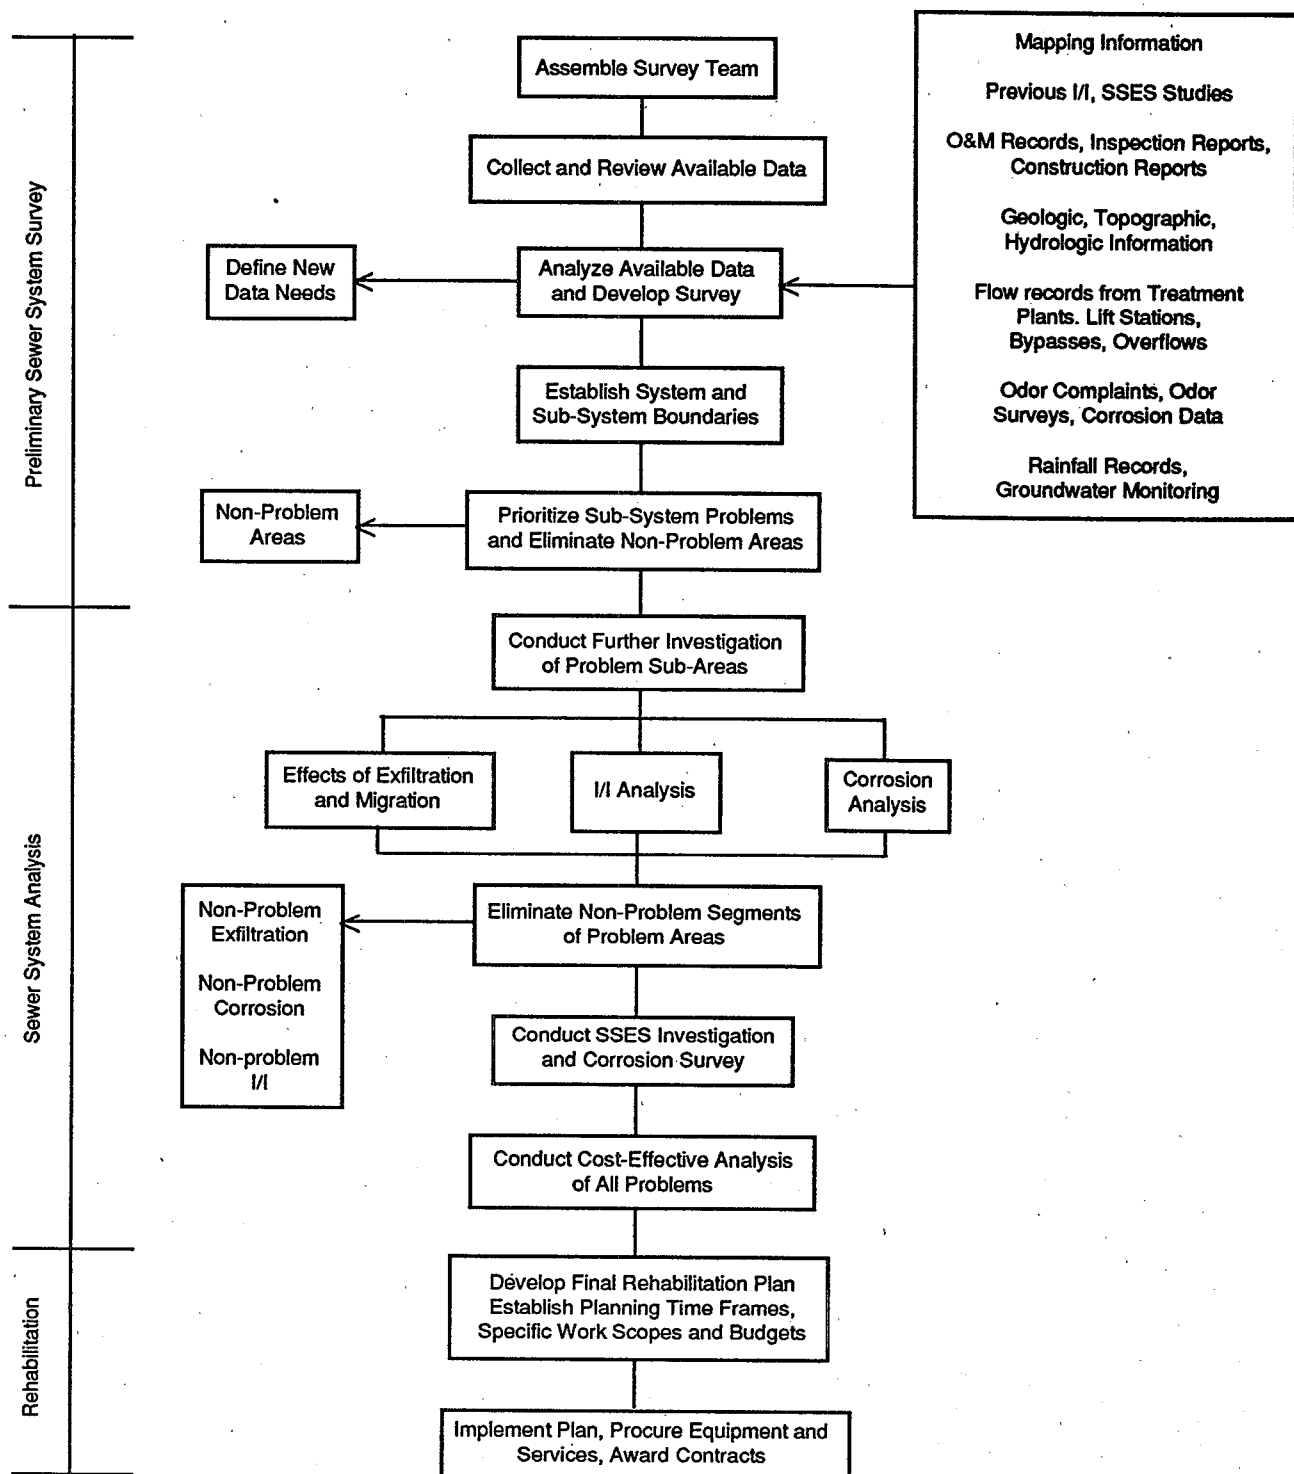 Preliminary Sewer System Survey
Assemble Survey Team
Collect and Review Available Data
Define New
Data Needs
Analyze Available Data
and Develop Survey
Mapping Information
Previous I/I, SSES Studies
O&M Records, Inspection Reports,
Construction Reports
Geologic, Topographic,
Hydrologic Information
Flow records from Treatment
Plants. Lift Stations,
Bypasses, Overflows
Odor Complaints, Odor
Surveys, Corrosion Data
Rainfall Records,
Groundwater Monitoring
Establish System and
Sub-System Boundaries
Non-Problem
Areas
Prioritize Sub-System Problems
and Eliminate Non-Problem Areas
Sewer System Analysis
Conduct Further Investigation
of Problem Sub-Areas
Effects of Exfiltration
and Migration
I/I Analysis
Corrosion
Analysis
Non-Problem
Exfiltration
Non-Problem
Corrosion
Non-problem
I/I
Eliminate Non-Problem Segments
of Problem Areas
Conduct SSES Investigation
and Corrosion Survey
Conduct Cost-Effective Analysis
of All Problems
Rehabilitation
Develop Final Rehabilitation Plan
Establish Planning Time Frames,
Specific Work Scopes and Budgets
Implement Plan, Procure Equipment and
Services, Award Contracts